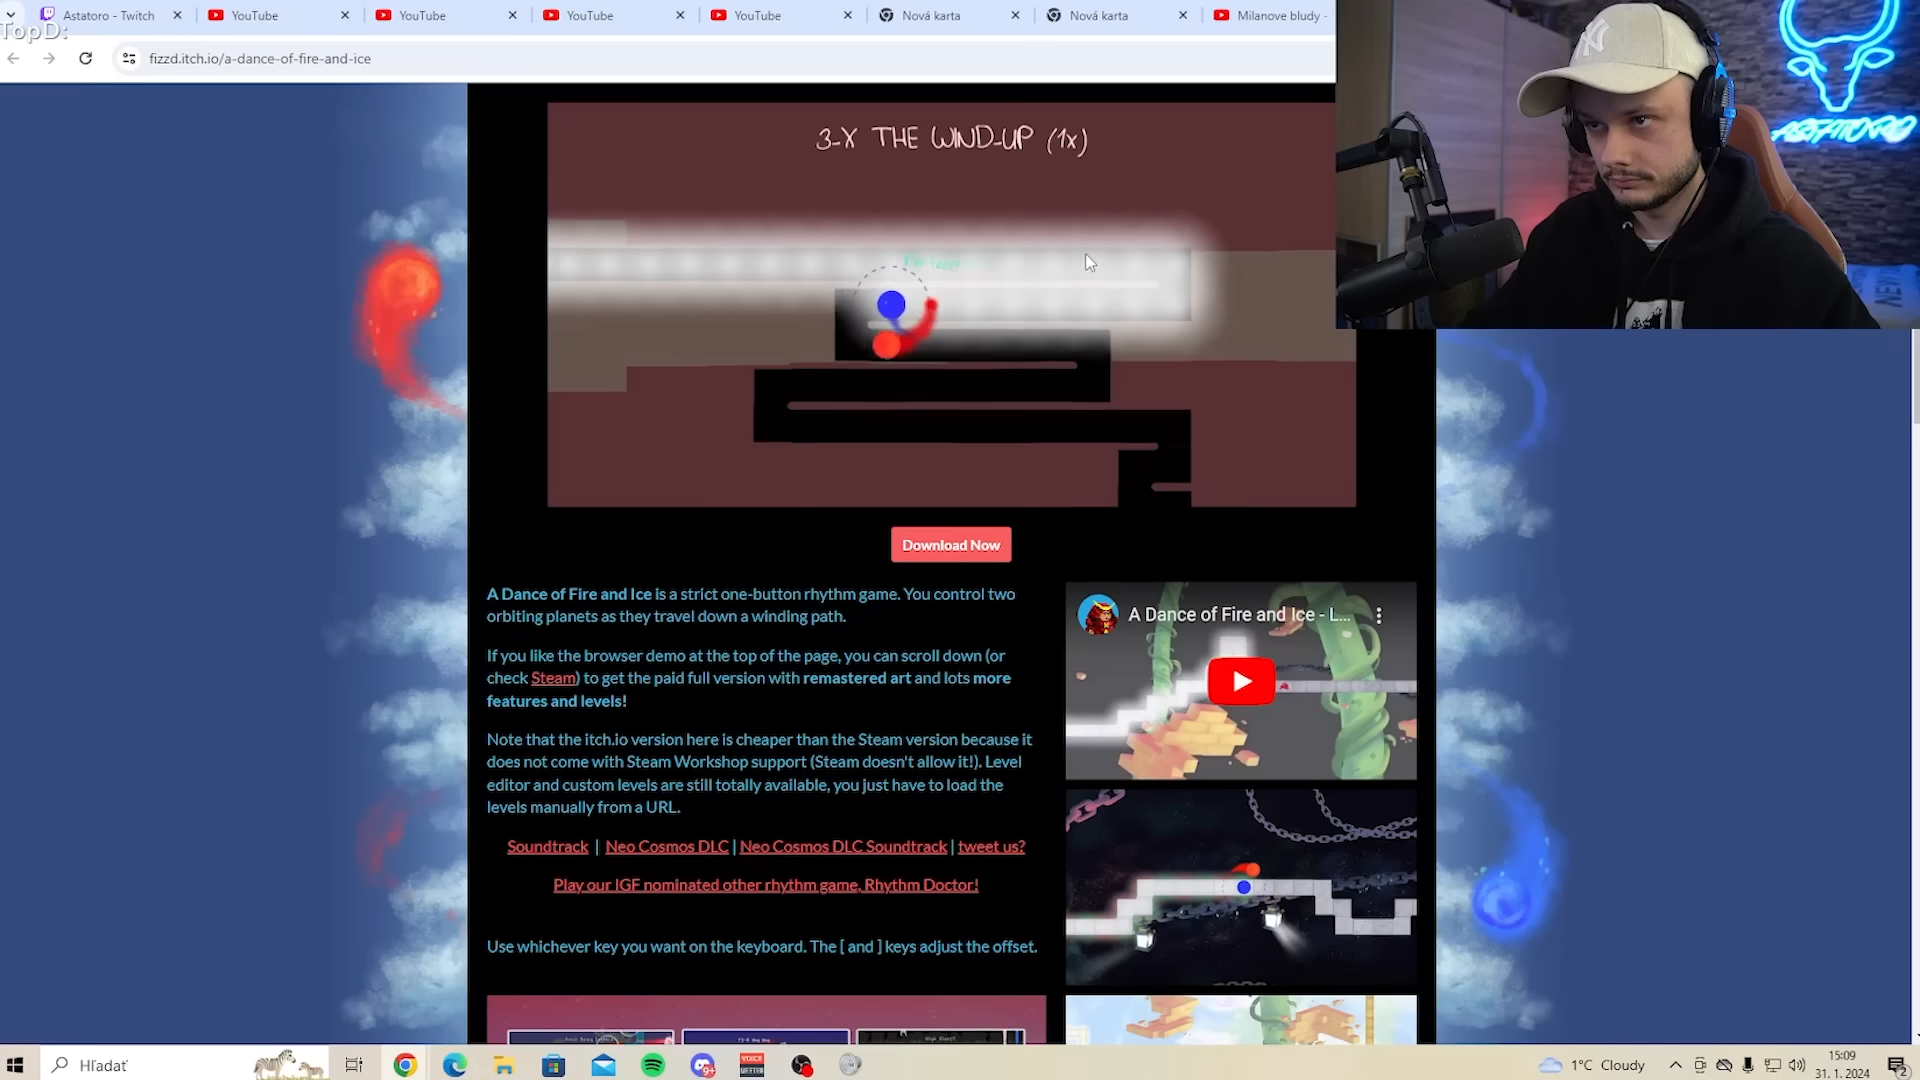 Astatoro - Twitch
YouTube
YouTube
YouTube
YouTube
Nová karta
Nová karta
Milanove bludy -
TopD:
fizzd.itch.io/a-dance-of-fire-and-ice
NY
ASTATORO
3-X THE WIND-UP (1x)
Download Now
A Dance of Fire and Ice is a strict one-button rhythm game. You control two
orbiting planets as they travel down a winding path.
If you like the browser demo at the top of the page, you can scroll down (or
check Steam) to get the paid full version with remastered art and lots more
features and levels!
Note that the itch.io version here is cheaper than the Steam version because it
does not come with Steam Workshop support (Steam doesn't allow it!). Level
editor and custom levels are still totally available, you just have to load the
levels manually from a URL.
Soundtrack | Neo Cosmos DLC | Neo Cosmos DLC Soundtrack | tweet us?
Play our IGF nominated other rhythm game, Rhythm Doctor!
Use whichever key you want on the keyboard. The [ and ] keys adjust the offset.
A Dance of Fire and Ice - L...
Hľadať
9+
VOICE
MEETER
1°C Cloudy
15:09
31. 1. 2024
2